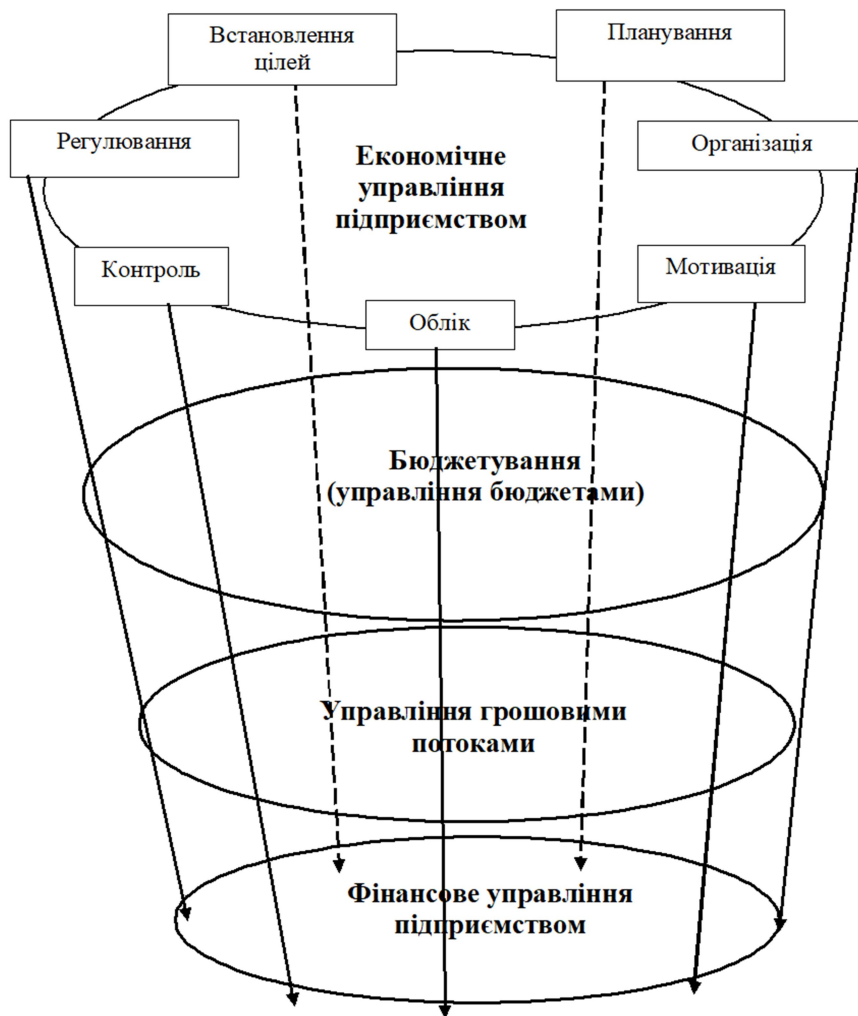 Встановлення
цілей
Планування
Регулювання
Організація
Економічне
управління
підприємством
Контроль
Мотивація
Облік
Бюджетування
(управління бюджетами)
Управління грошовими
потоками
Фінансове управління
підприємством